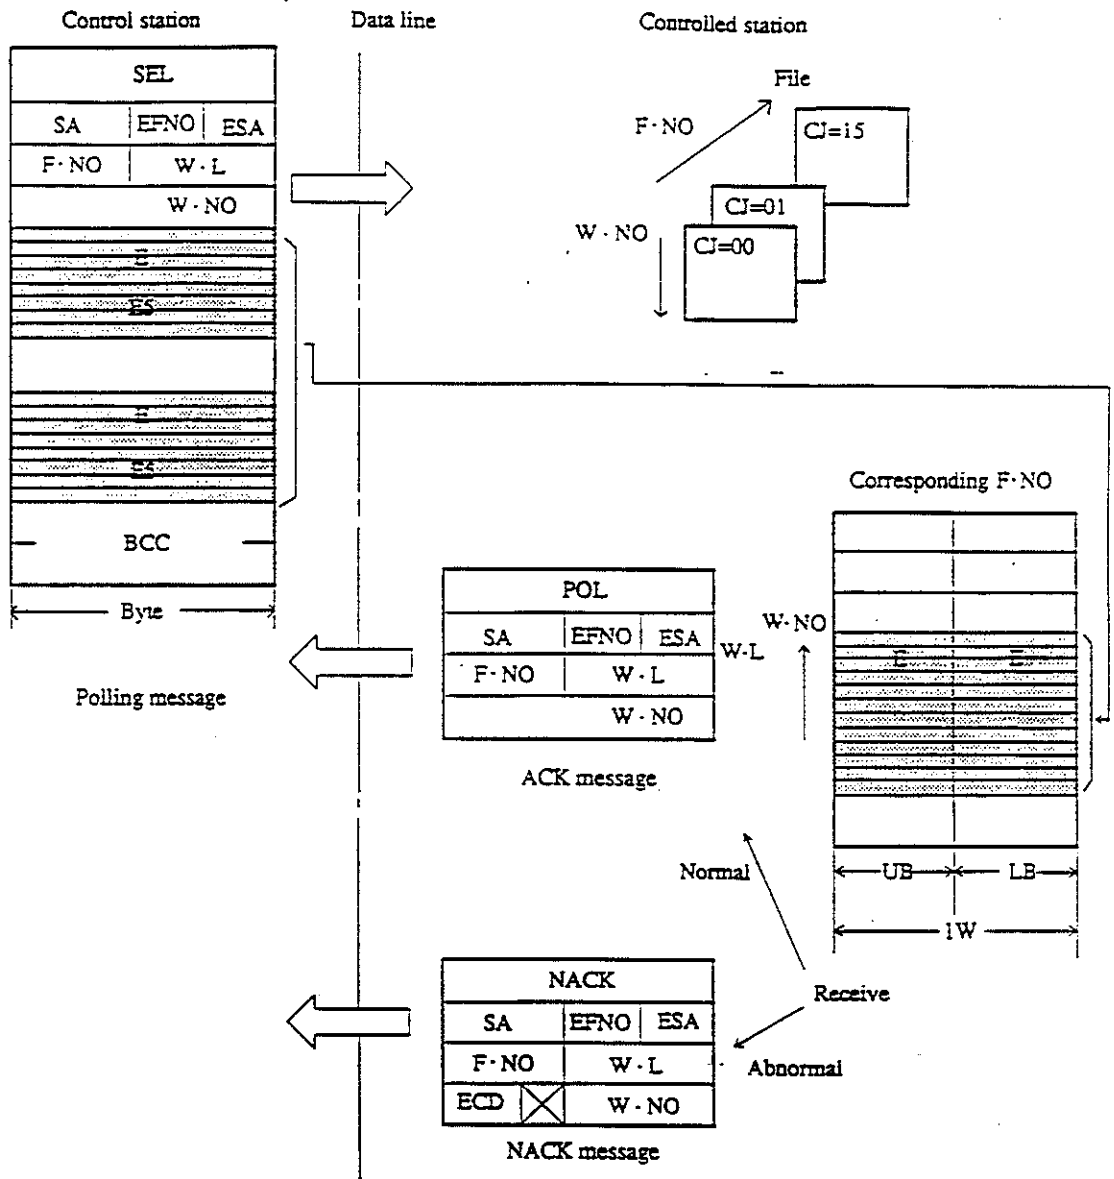 Control station
Data line
Controlled station
SEL
SA EFNO ESA
F·NO W·L
W·NO
E
ES
E
ES
BCC
Byte
File
F·NO
CJ=15
CJ=01
W·NO
CJ=00
Corresponding F·NO
Polling message
POL
SA EFNO ESA
F·NO W·L
W·NO
ACK message
W·NO
W·L
E E
UB LB
1W
Normal
Receive
Abnormal
NACK
SA EFNO ESA
F·NO W·L
ECD W·NO
NACK message